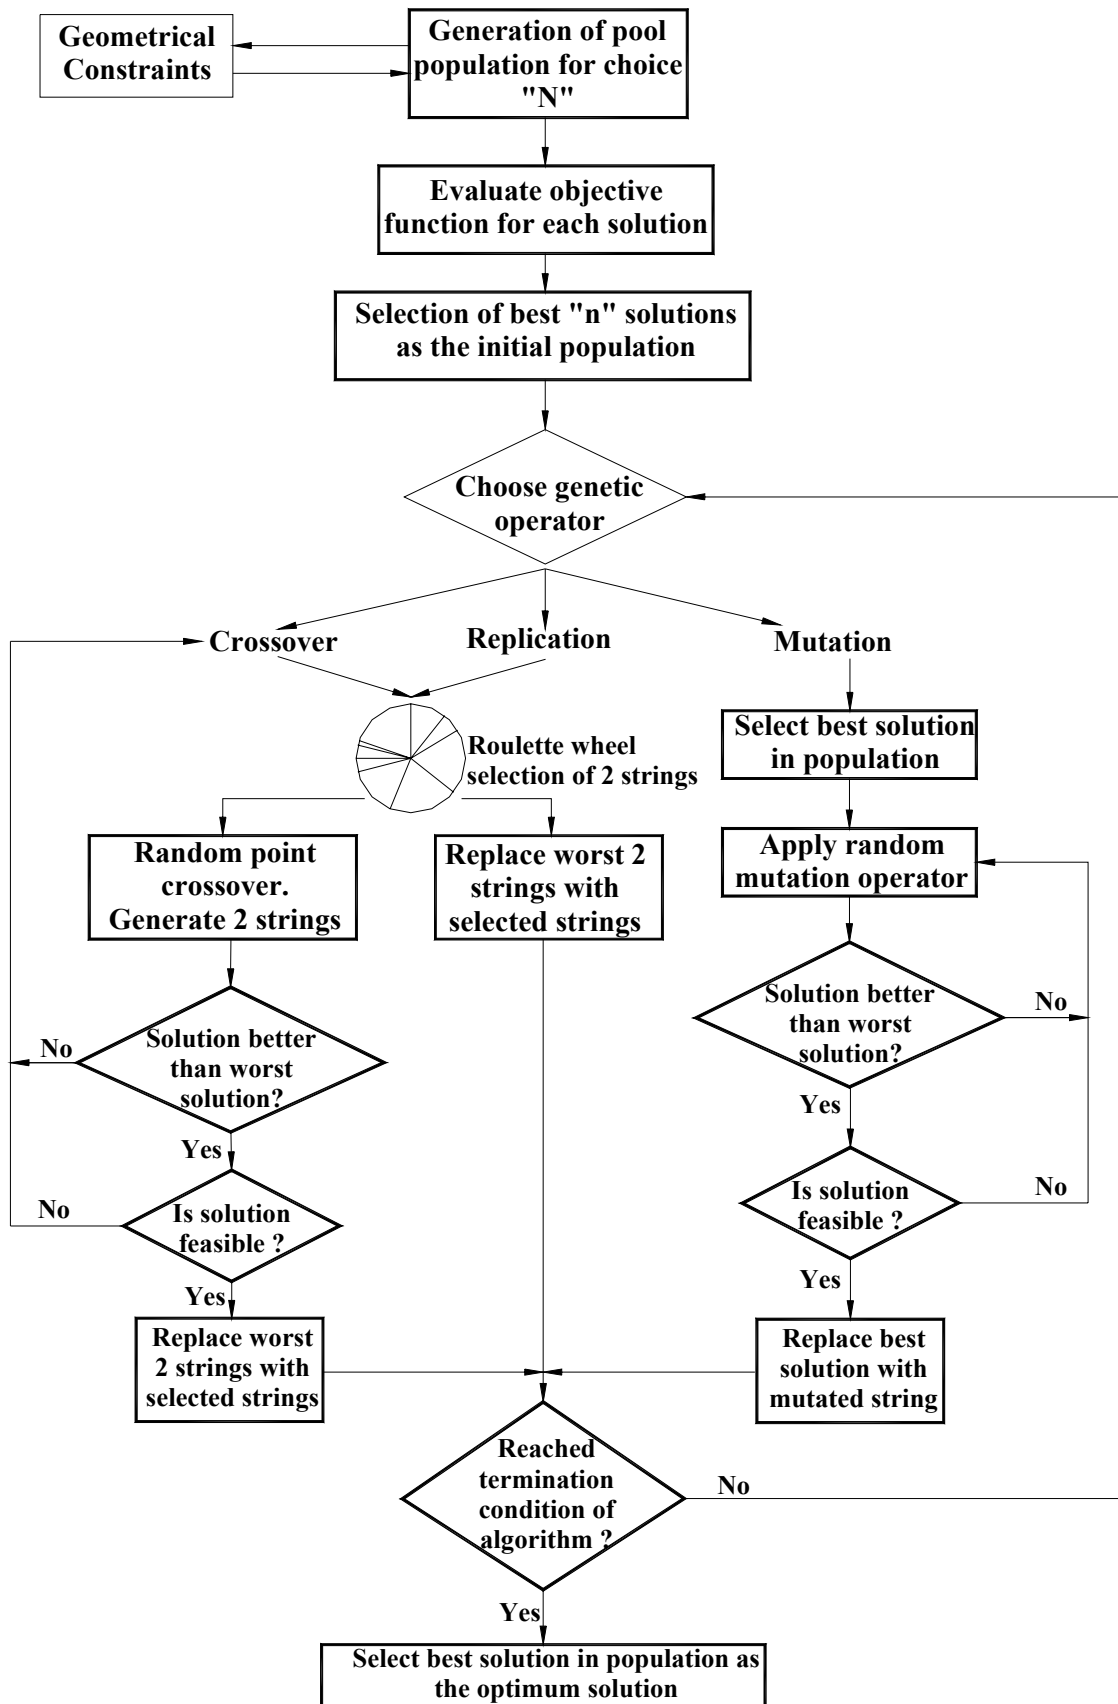 Geometrical
Constraints
Generation of pool
population for choice
"N"
Evaluate objective
function for each solution
Selection of best "n" solutions
as the initial population
Choose genetic
operator
Crossover
Replication
Mutation
Roulette wheel
selection of 2 strings
Select best solution
in population
Random point
crossover.
Generate 2 strings
Replace worst 2
strings with
selected strings
Apply random
mutation operator
Solution better
than worst
solution?
No
Yes
Solution better
than worst
solution?
No
Yes
Is solution
feasible ?
No
Yes
Is solution
feasible ?
No
Yes
Replace worst
2 strings with
selected strings
Replace best
solution with
mutated string
Reached
termination
condition of
algorithm ?
No
Yes
Select best solution in population as
the optimum solution